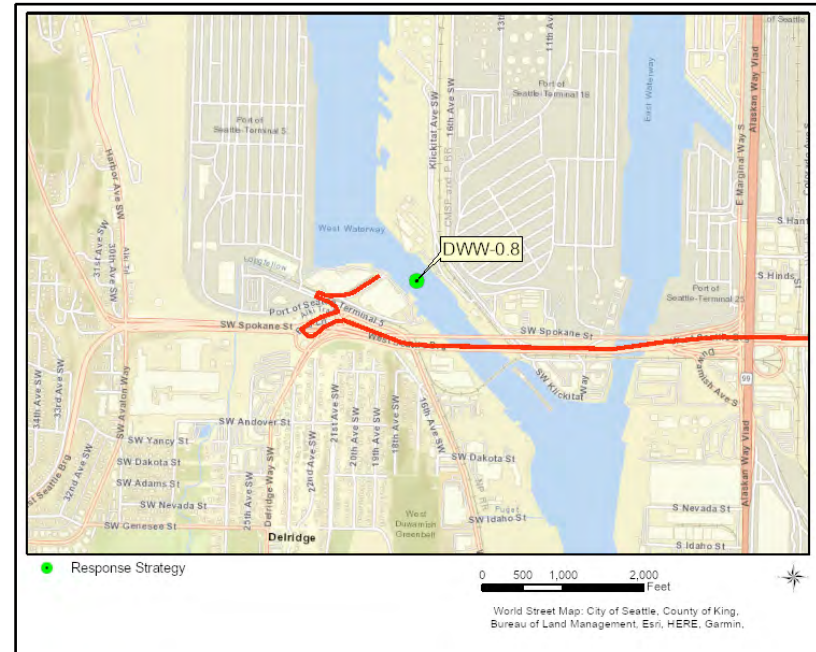 of Seattle
13th
11th Ave SW
Port of
Seattle-Terminal 5
Port of
Seattle-Terminal 18
East Waterway
Klickitat Ave SW
16th Ave SW
Harbor Ave SW
E Marginal Way S
Alaskan Way Viad
West Waterway
DWW-0.8
31st Ave SW
30th Ave SW
S Hinds
Port of
Seattle-Terminal 25
Port of Seattle Terminal 5
SW Spokane St
SW Spokane St
SW Klickitat
Way
Duwamish Ave S
99
34th Ave SW
33rd Ave SW
SW Avalon Way
32nd Ave SW
SW Andover St
SW Yancy St
SW Dakota St
SW Adams St
SW Nevada St
SW Genesee St
25th Ave SW
Delridge Way SW
22nd Ave SW
21st Ave SW
20th Ave SW
19th Ave SW
18th Ave SW
16th Ave SW
SW Dakota St
Puget
SW Idaho St
West
Duwamish
Greenbelt
Delridge
Alaskan Way Viad
S Nevada St
S Idaho St
Response Strategy
0 500 1,000 2,000
Feet
World Street Map: City of Seattle, County of King,
Bureau of Land Management, Esri, HERE, Garmin,